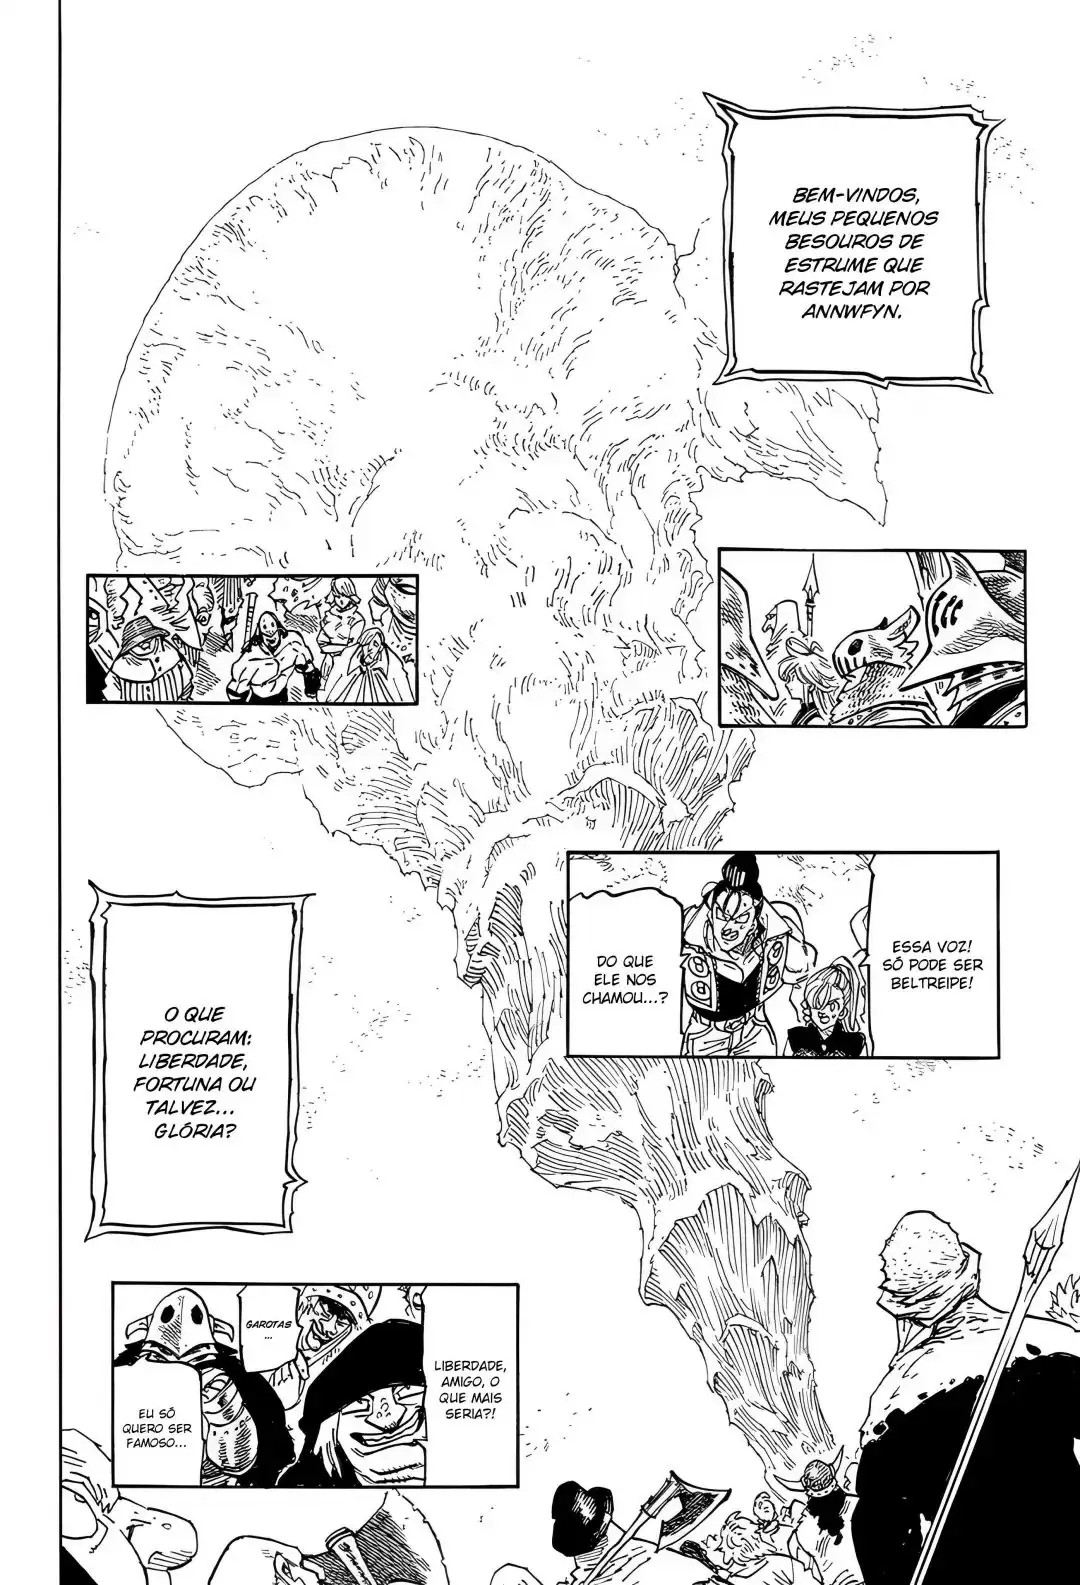 BEM-VINDOS,
MEUS PEQUENOS
BESOUROS DE
ESTRUME QUE
RASTEJAM POR
ANNWFYN.
ESSA VOZ!
SÓ PODE SER
BELTREIPE!
DO QUE
ELE NOS
CHAMOU...?
O QUE
PROCURAM:
LIBERDADE,
FORTUNA OU
TALVEZ...
GLÓRIA?
LIBERDADE,
AMIGO, O
QUE MAIS
SERIA?!
GAROTAS
...
EU SÓ
QUERO SER
FAMOSO...